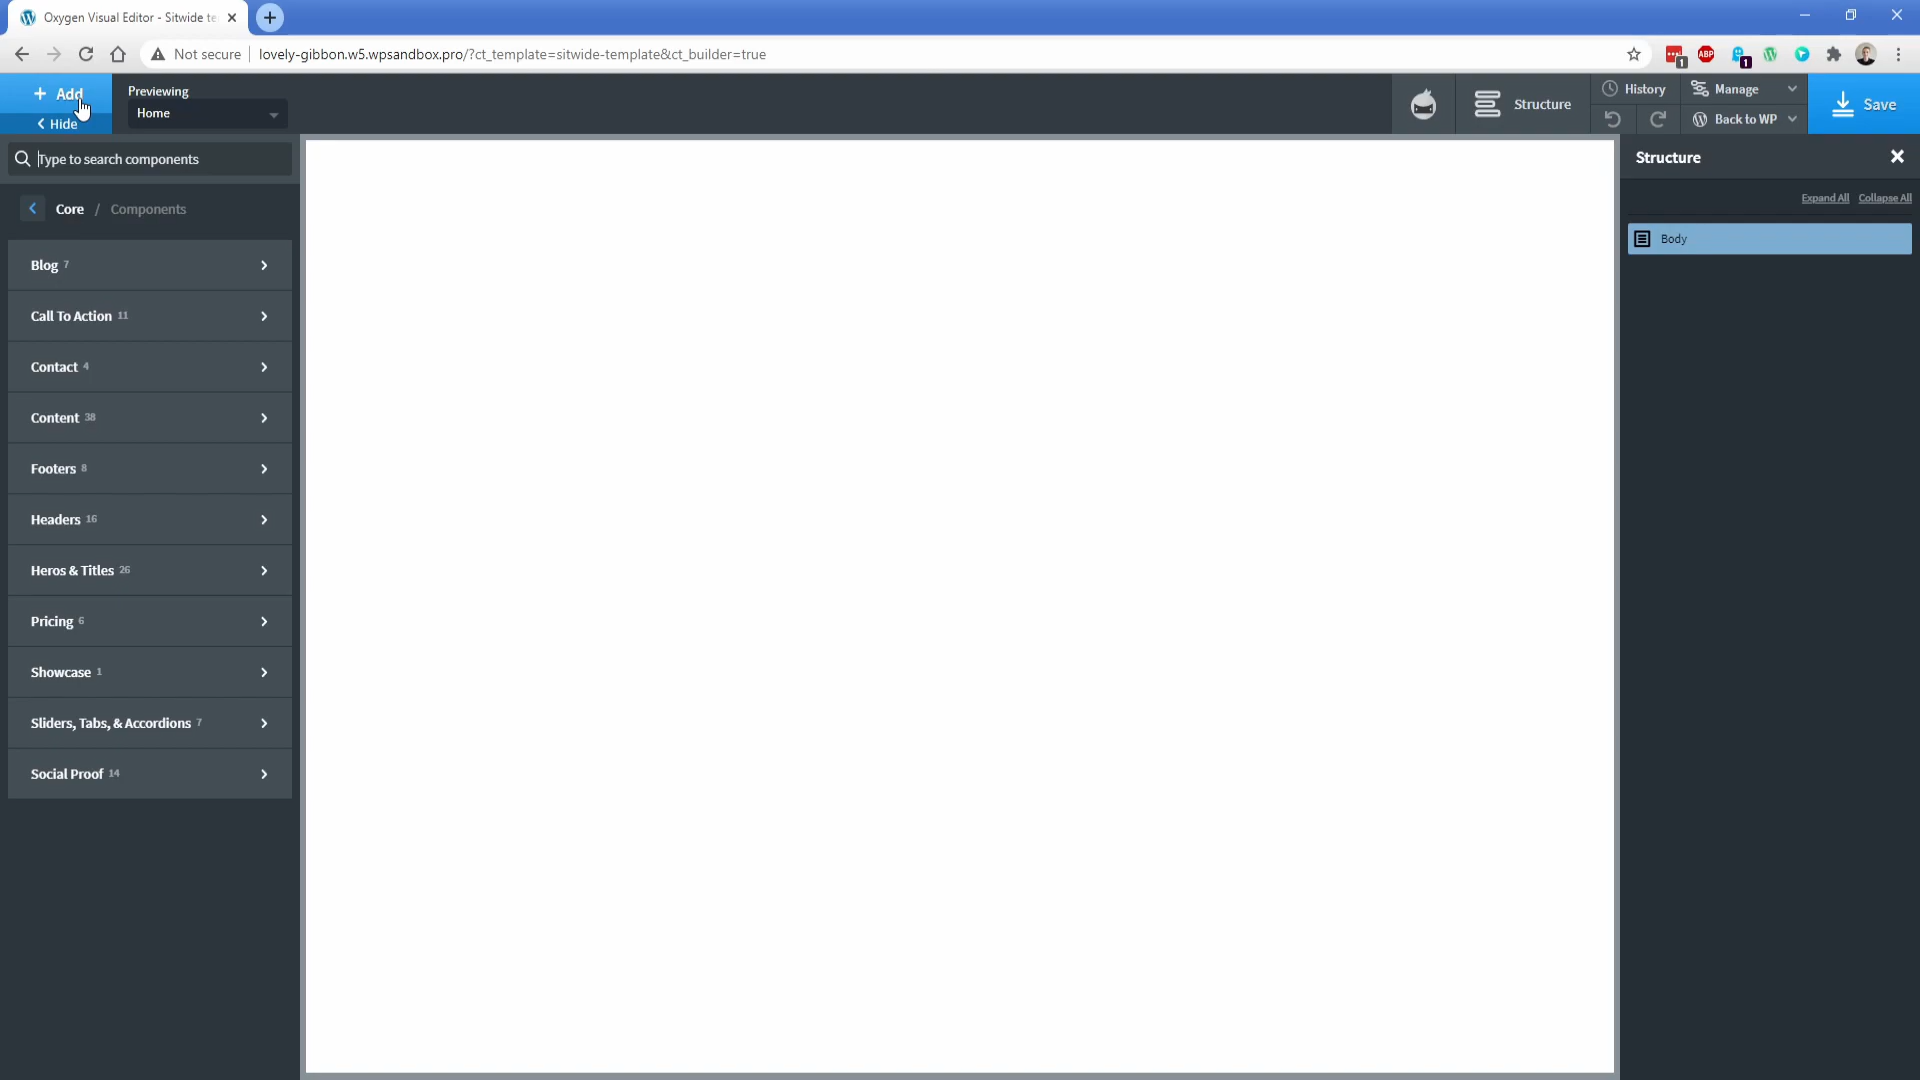 Oxygen Visual Editor - Sitwide te
Not secure
lovely-gibbon.w5.wpsandbox.pro/?ct_template=sitwide-template&ct_builder=true
1
ABP
1
+ Add
Hide
Previewing
Home
Structure
History
Manage
Back to WP
Save
Type to search components
Core / Components
Blog 7
Call To Action 11
Contact 4
Content 38
Footers 8
Headers 16
Heros & Titles 26
Pricing 6
Showcase 1
Sliders, Tabs, & Accordions 7
Social Proof 14
Structure
Expand All Collapse All
Body